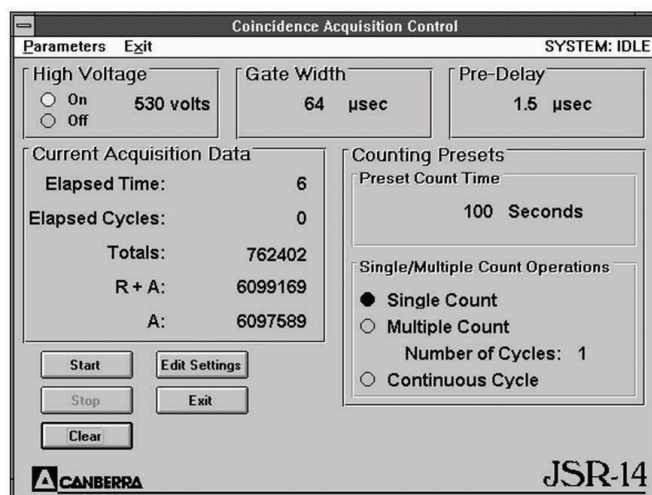 Coincidence Acquisition Control
Parameters Exit SYSTEM: IDLE
High Voltage
On 530 volts
Off
Gate Width
64 µsec
Pre-Delay
1.5 µsec
Current Acquisition Data
Elapsed Time: 6
Elapsed Cycles: 0
Totals: 762402
R + A: 6099169
A: 6097589
Counting Presets
Preset Count Time
100 Seconds
Single/Multiple Count Operations
Single Count
Multiple Count
Number of Cycles: 1
Continuous Cycle
Start Edit Settings
Stop Exit
Clear
CANBERRA JSR-14